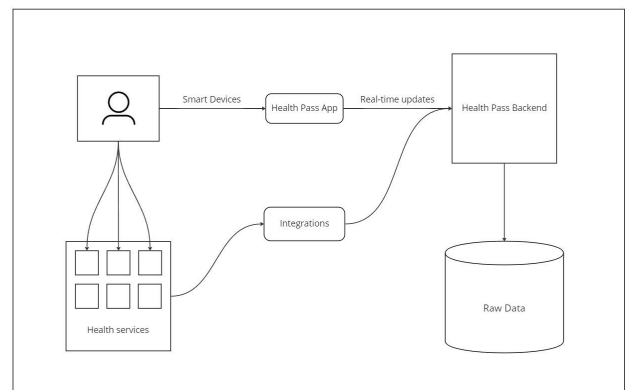 Smart Devices
Health Pass App
Real-time updates
Health Pass Backend
Integrations
Raw Data
Health services